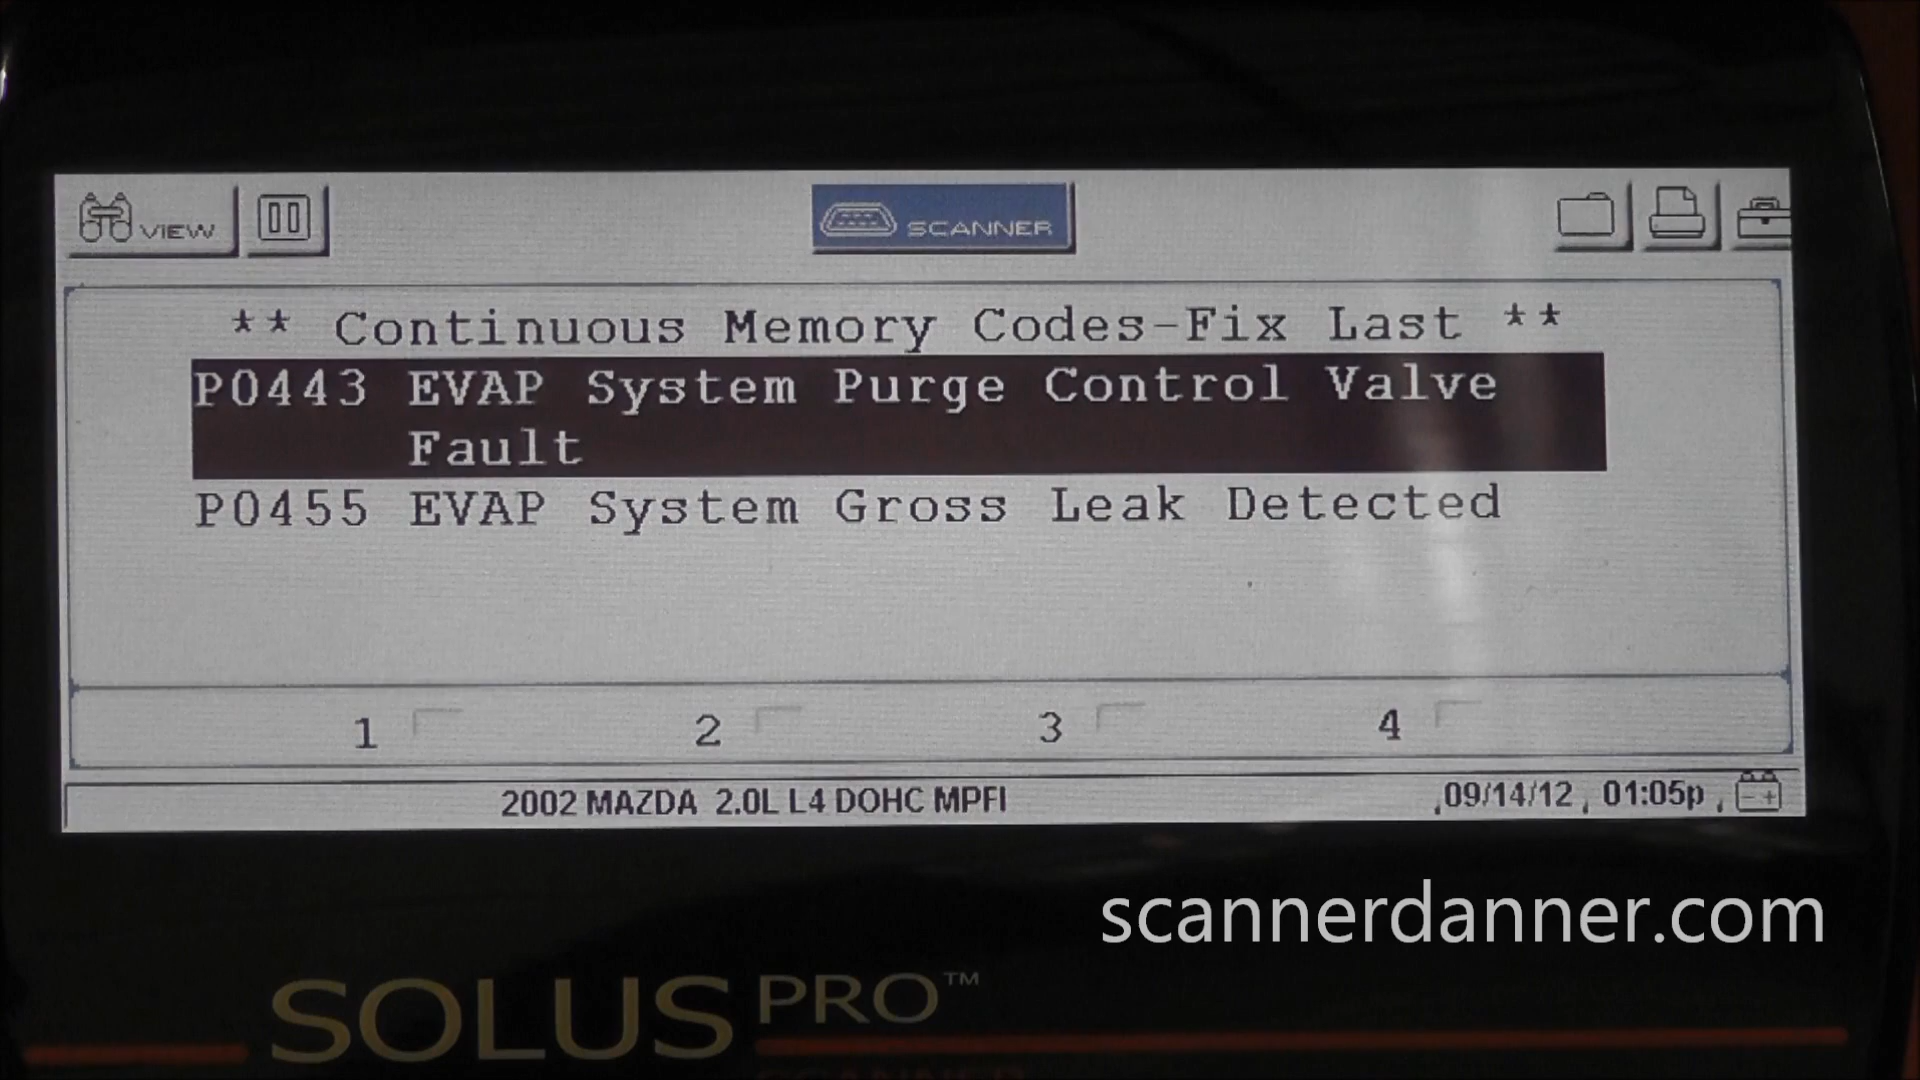 VIEW
SCANNER
** Continuous Memory Codes-Fix Last **
P0443 EVAP System Purge Control Valve
Fault
P0455 EVAP System Gross Leak Detected
1 2 3 4
2002 MAZDA 2.0L L4 DOHC MPFI 09/14/12 , 01:05p ,
scannerdanner.com
SOLUS PRO™
SCANNER